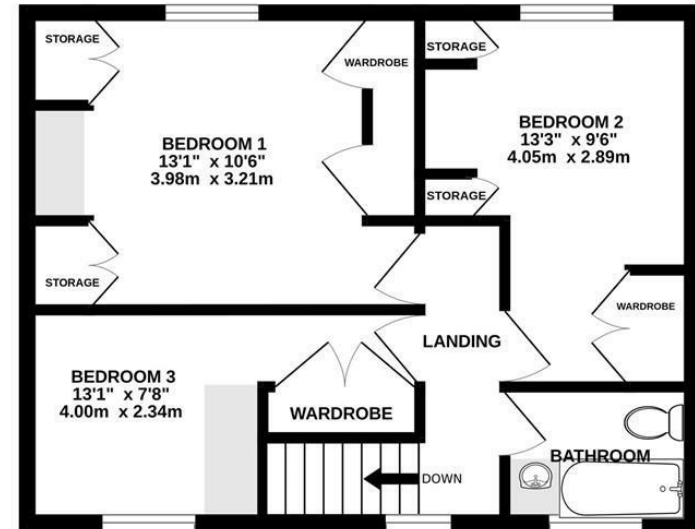 STORAGE
WARDROBE
BEDROOM 1
13'1" x 10'6"
3.98m x 3.21m
STORAGE
STORAGE
BEDROOM 2
13'3" x 9'6"
4.05m x 2.89m
STORAGE
WARDROBE
LANDING
BEDROOM 3
13'1" x 7'8"
4.00m x 2.34m
WARDROBE
DOWN
BATHROOM